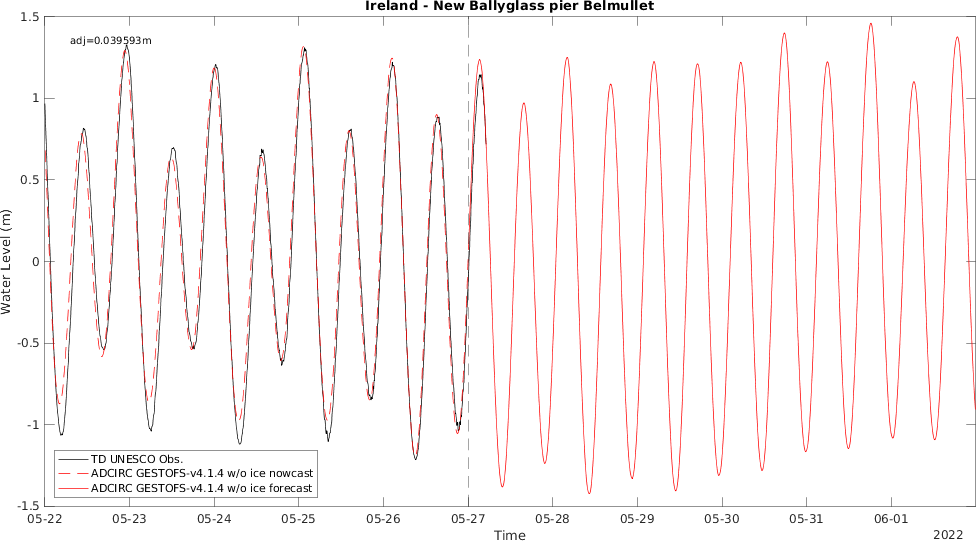 Ireland - New Ballyglass pier Belmullet
adj=0.039593m
1.5
1
0.5
0
-0.5
-1
-1.5
Water Level (m)
TD UNESCO Obs.
ADCIRC GESTOFS-v4.1.4 w/o ice nowcast
ADCIRC GESTOFS-v4.1.4 w/o ice forecast
05-22 05-23 05-24 05-25 05-26 05-27 05-28 05-29 05-30 05-31 06-01
Time
2022